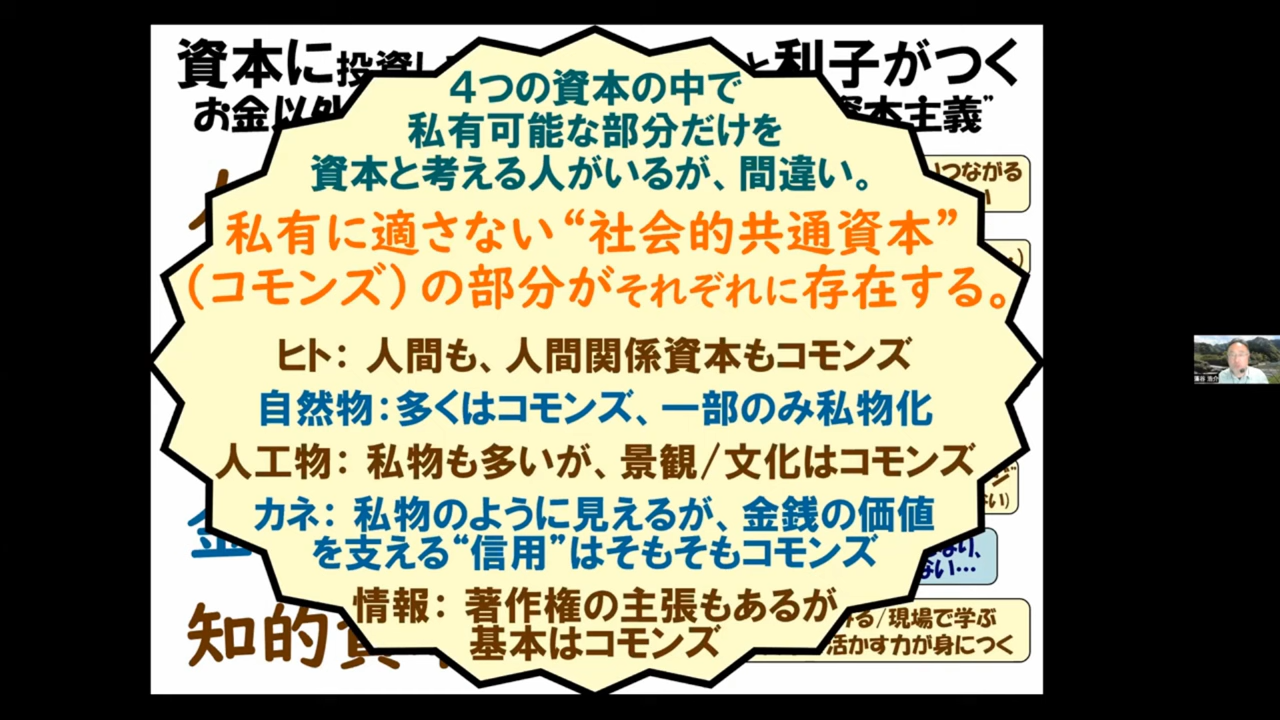 資本に投資し と利子がつく
お金以外 資本主義”
4つの資本の中で
私有可能な部分だけを
資本と考える人がいるが、間違い。
私有に適さない“社会的共通資本”
（コモンズ）の部分がそれぞれに存在する。
ヒト： 人間も、人間関係資本もコモンズ
自然物：多くはコモンズ、一部のみ私物化
人工物： 私物も多いが、景観/文化はコモンズ
カネ： 私物のように見えるが、金銭の価値
を支える“信用”はそもそもコモンズ
情報： 著作権の主張もあるが
基本はコモンズ
つながる
ない…
知的
/現場で学ぶ
活かす力が身につく